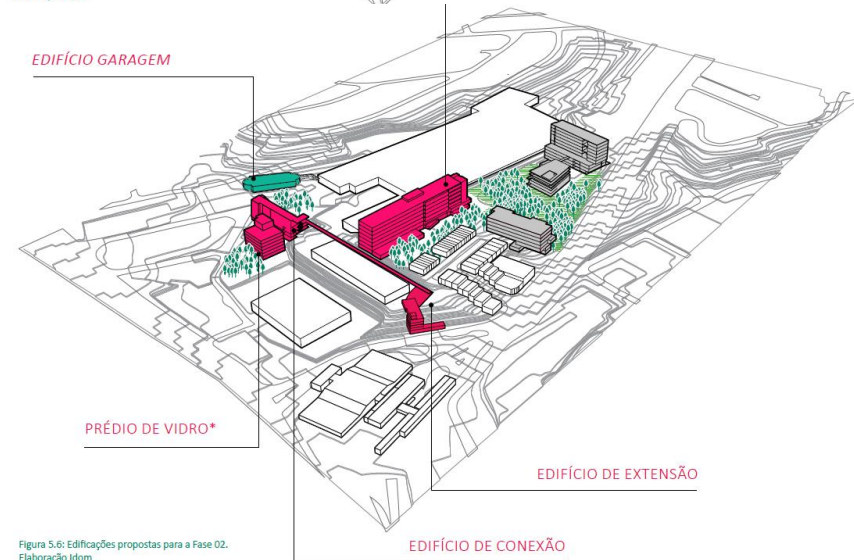 EDIFÍCIO GARAGEM
PRÉDIO DE VIDRO*
EDIFÍCIO DE EXTENSÃO
EDIFÍCIO DE CONEXÃO
Figura 5.6: Edificações propostas para a Fase 02.
Elaboração Idom